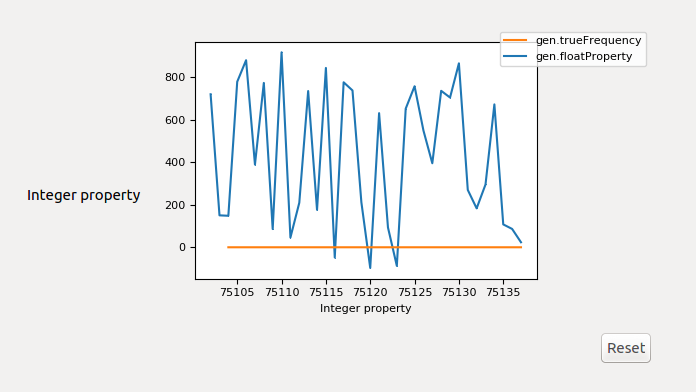 gen.trueFrequency
gen.floatProperty
800
600
400
200
0
Integer property
75105 75110 75115 75120 75125 75130 75135
Integer property
Reset